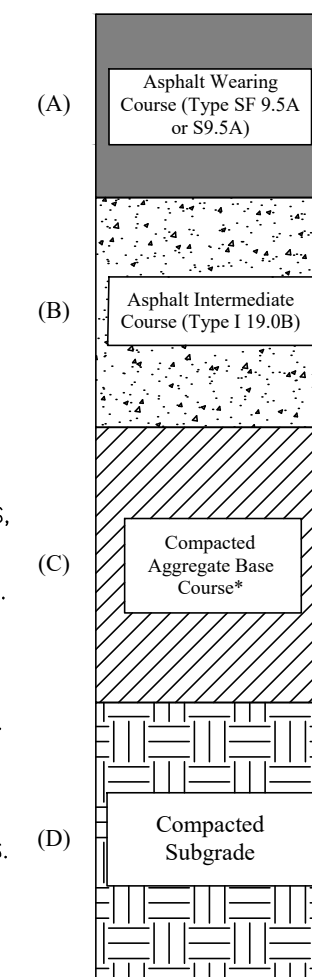 (A)
Asphalt Wearing
Course (Type SF 9.5A
or S9.5A)
(B)
Asphalt Intermediate
Course (Type I 19.0B)
(C)
Compacted
Aggregate Base
Course*
(D)
Compacted
Subgrade